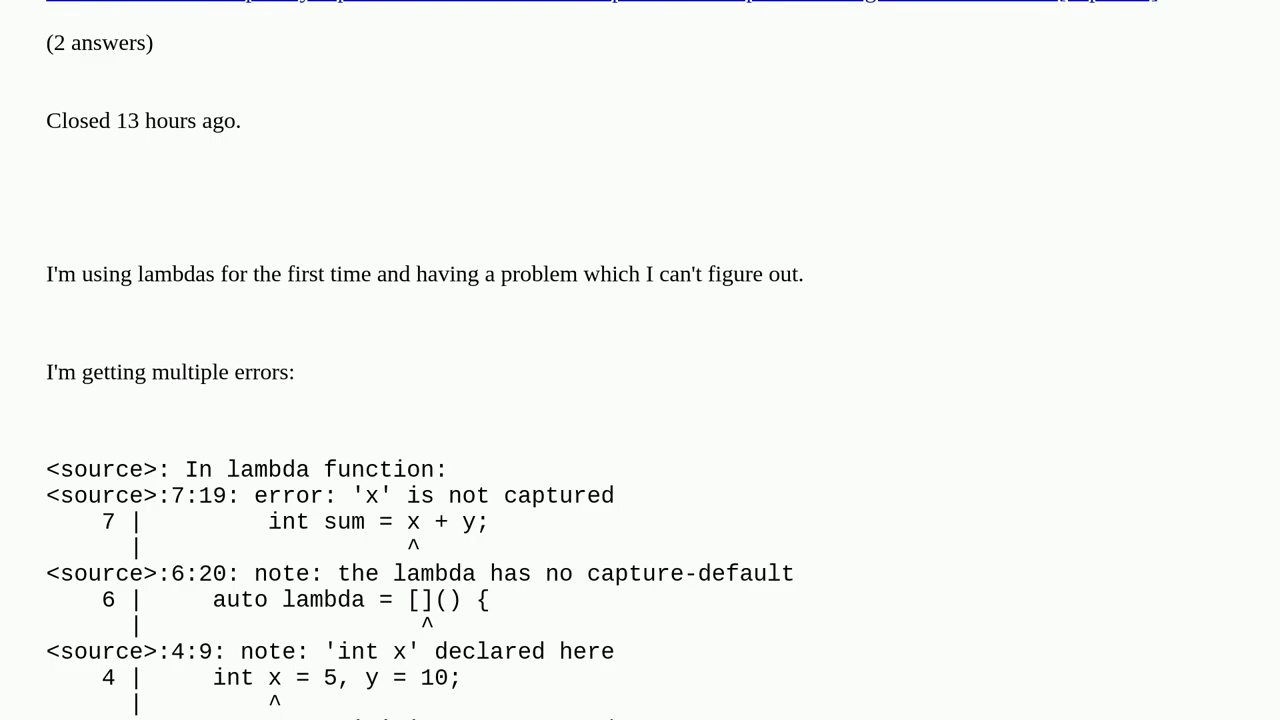 (2 answers)
Closed 13 hours ago.
I'm using lambdas for the first time and having a problem which I can't figure out.
I'm getting multiple errors:
<source>: In lambda function:
<source>:7:19: error: 'x' is not captured
    7 |         int sum = x + y;
      |                   ^
<source>:6:20: note: the lambda has no capture-default
    6 |     auto lambda = []() {
      |                    ^
<source>:4:9: note: 'int x' declared here
    4 |     int x = 5, y = 10;
      |         ^